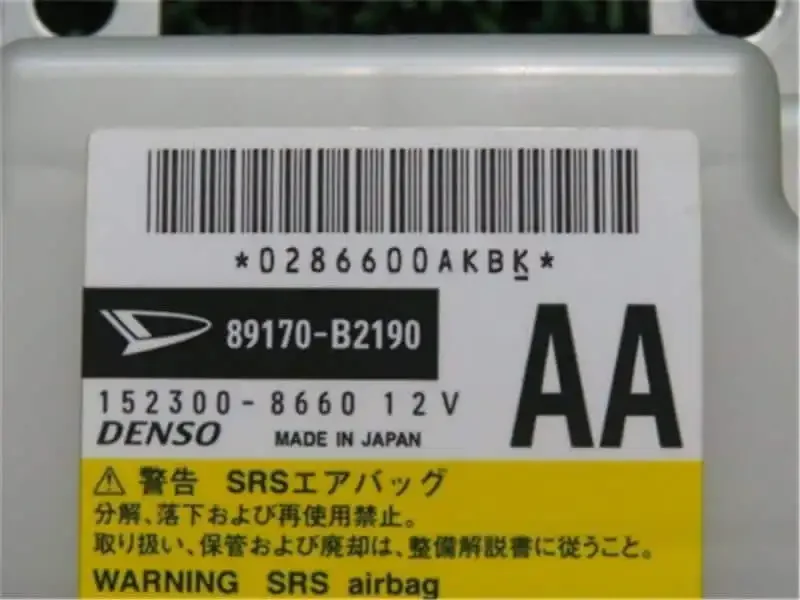 *0286600AKBK*
89170-B2190
AA
152300-8660 12V
DENSO MADE IN JAPAN
⚠ 警告 SRSエアバッグ
分解、落下および再使用禁止。
取り扱い、保管および廃却は、整備解説書に従うこと。
WARNING SRS airbag